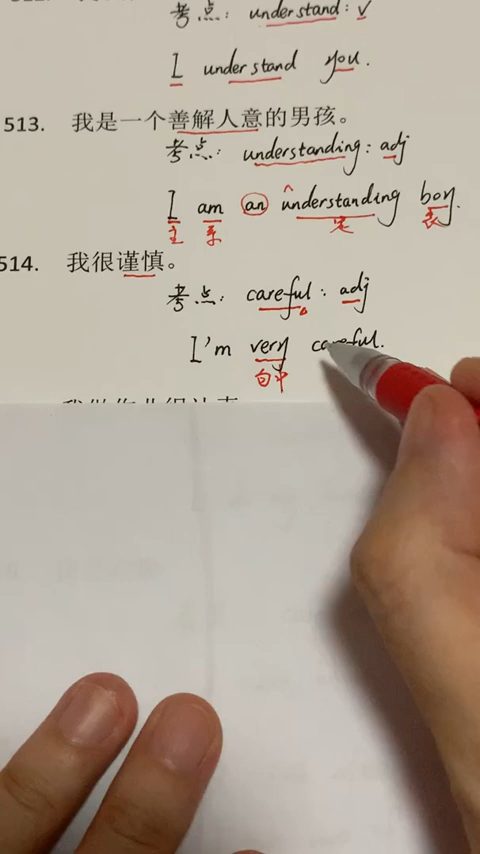 考点: understand: v
I understand you.
513. 我是一个善解人意的男孩。
考点: understanding: adj
I am an understanding boy.
主 系 定 表
514. 我很谨慎。
考点: careful: adj
I'm very careful.
句中